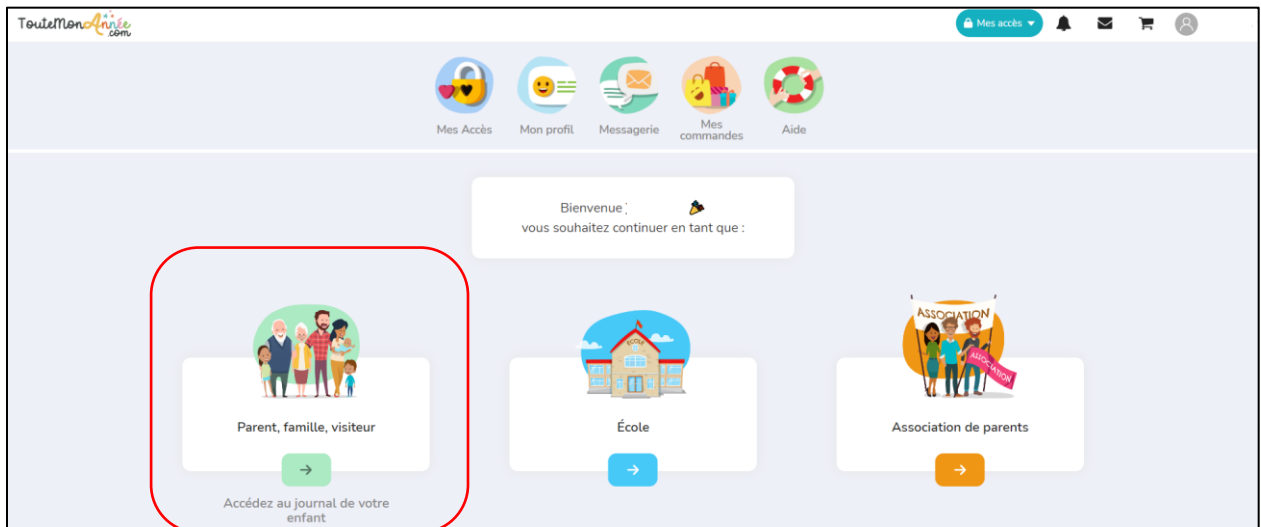 TouteMonAnnée
.com
Mes accès
Mes Accès
Mon profil
Messagerie
Mes
commandes
Aide
Bienvenue
vous souhaitez continuer en tant que :
ÉCOLE
ASSOCIATION
ASSOCIATION
Parent, famille, visiteur
École
Association de parents
Accédez au journal de votre
enfant